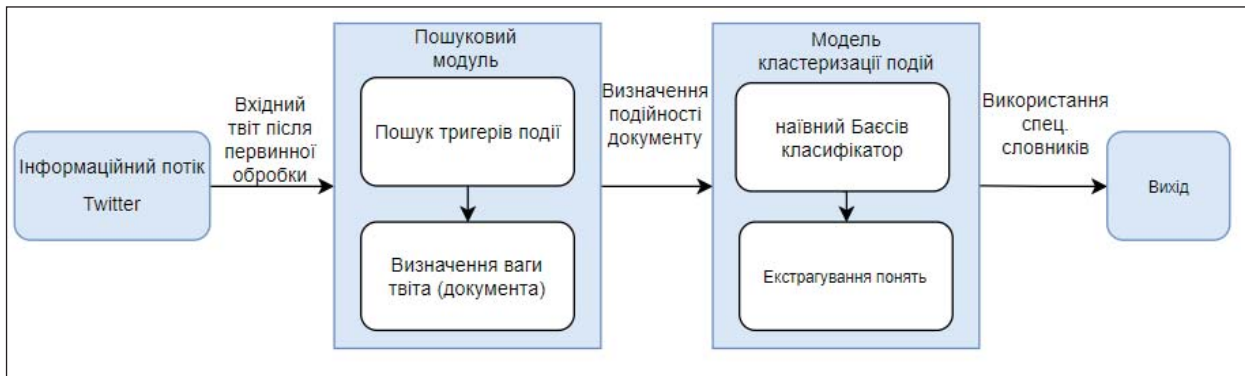 Інформаційний потік
Twitter
Вхідний
твіт після
первинної
обробки
Пошуковий
модуль
Пошук тригерів події
Визначення ваги
твіта (документа)
Визначення
подійності
документу
Модель
кластеризації подій
наївний Баєсів
класифікатор
Екстрагування понять
Використання
спец.
словників
Вихід